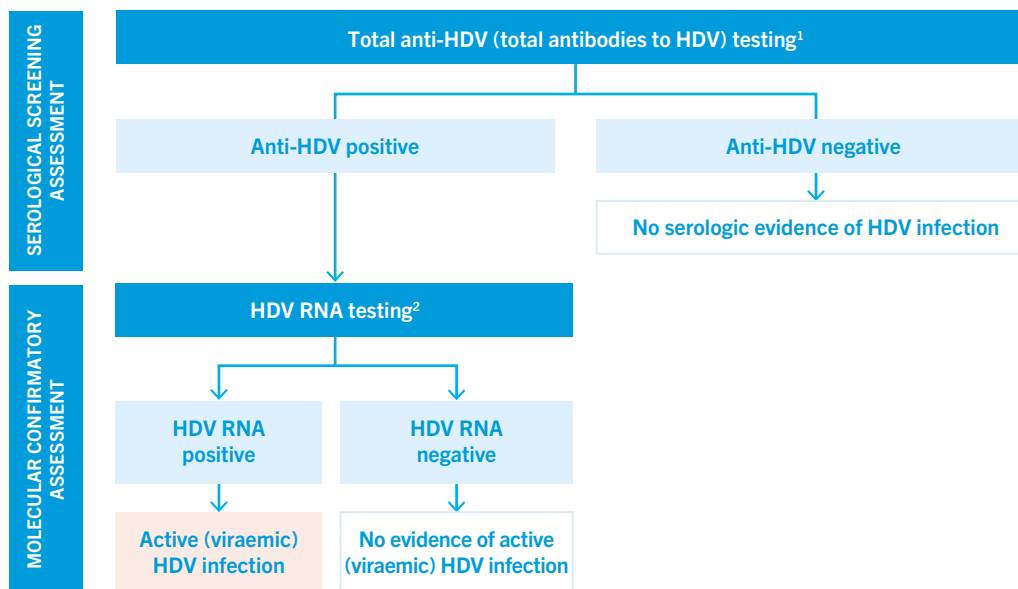 SEROLOGICAL SCREENING
ASSESSMENT
Total anti-HDV (total antibodies to HDV) testing¹
Anti-HDV positive
Anti-HDV negative
No serologic evidence of HDV infection
MOLECULAR CONFIRMATORY
ASSESSMENT
HDV RNA testing²
HDV RNA
positive
HDV RNA
negative
Active (viraemic)
HDV infection
No evidence of active
(viraemic) HDV infection